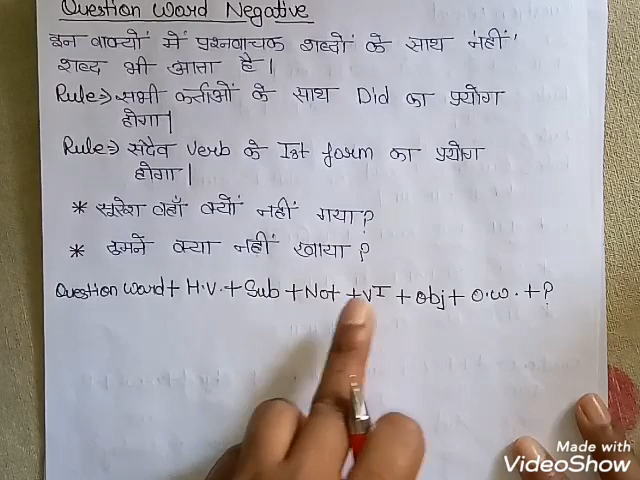 Question Word Negative
इन वाक्यों में प्रश्नवाचक शब्दों के साथ 'नहीं'
शब्द भी आता है।
Rule⇒ सभी कर्त्ताओं के साथ Did का प्रयोग
होगा।
Rule⇒ सदैव Verb के Ist form का प्रयोग
होगा।
* सुरेश वहाँ क्यों नहीं गया?
* तुमने क्या नहीं खाया?
Question word + H.V. + Sub + Not + VI + Obj + O.W. + ?
Made with
VideoShow